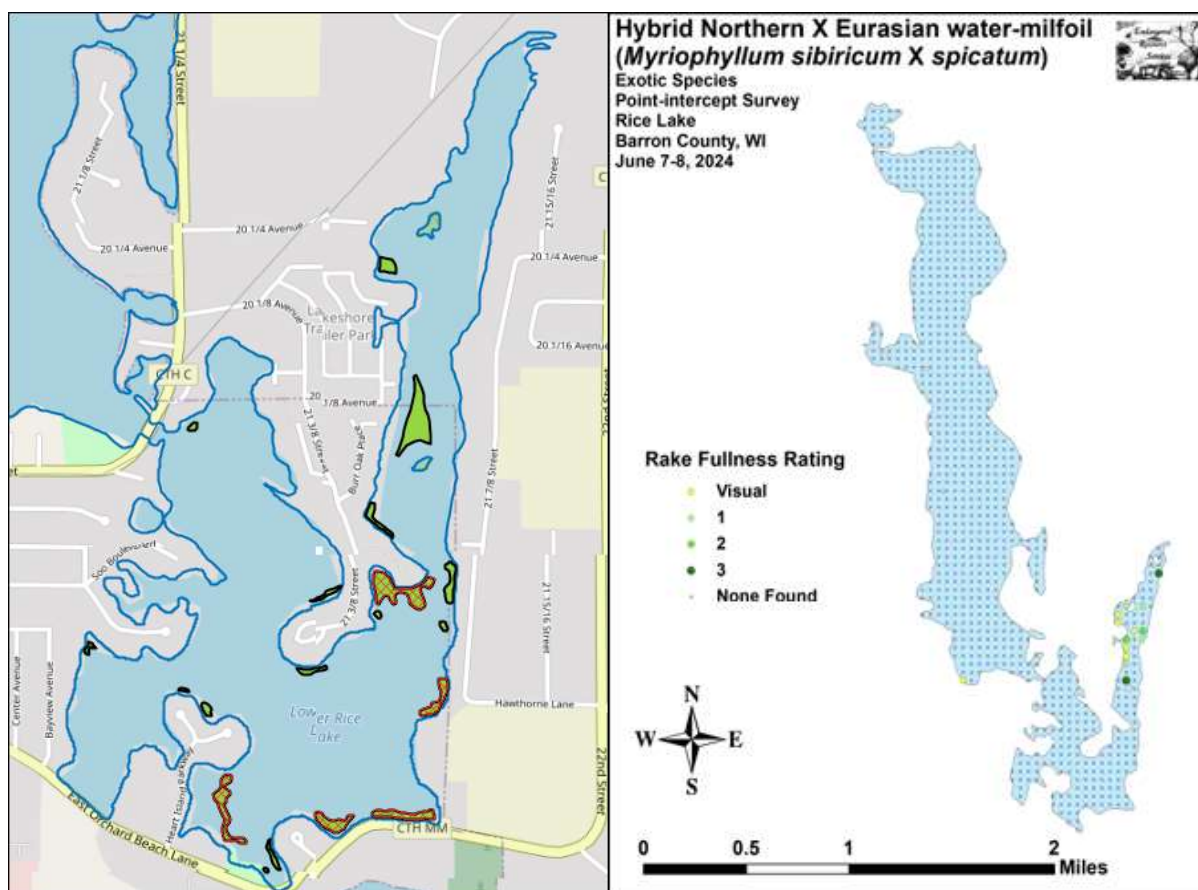 21 1/4 Street
21 1/8 Street
20 1/4 Avenue
20 1/4 Avenue
20 1/8 Avenue
Lakeshore
Trailer Park
20 1/8 Avenue
CTH C
21 3/8 Street
Burr Oak Place
21 15/16 Street
20 1/4 Avenue
20 1/16 Avenue
22nd Street
21 7/8 Street
Soo Boulevard
21 3/8 Street
21 15/16 Street
Center Avenue
Bayview Avenue
Hawthorne Lane
Lower Rice
Lake
Heart Island Parkway
East Orchard Beach Lane
CTH MM
22nd Street
Hybrid Northern X Eurasian water-milfoil
(Myriophyllum sibiricum X spicatum)
Exotic Species
Point-intercept Survey
Rice Lake
Barron County, WI
June 7-8, 2024
Endangered
Resource
Services
Rake Fullness Rating
Visual
1
2
3
None Found
N
W E
S
0 0.5 1 2
Miles